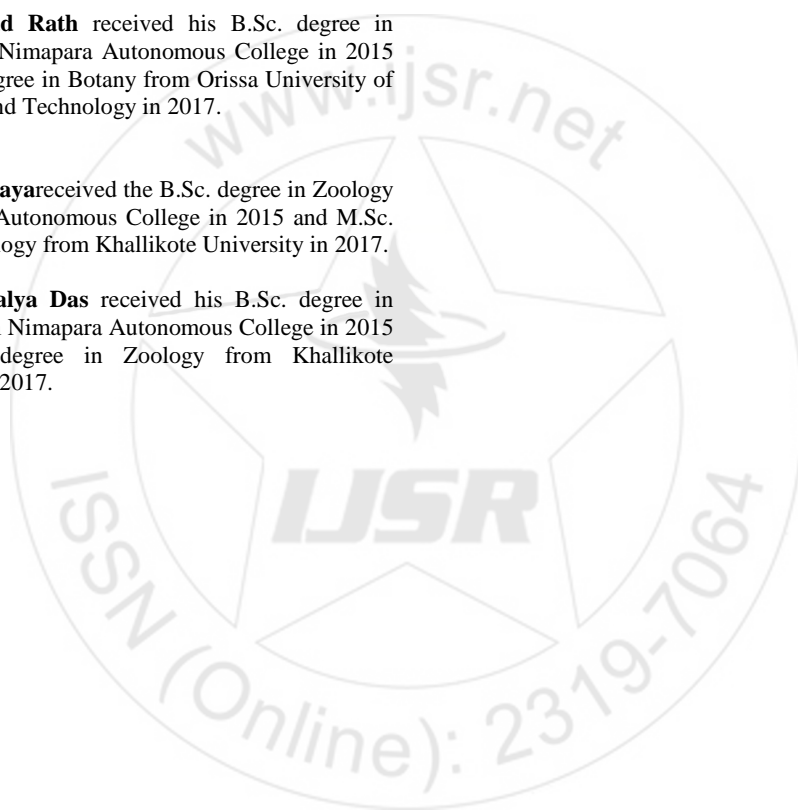 d Rath received his B.Sc. degree in
Nimapara Autonomous College in 2015
gree in Botany from Orissa University of
nd Technology in 2017.
ayareceived the B.Sc. degree in Zoology
Autonomous College in 2015 and M.Sc.
logy from Khallikote University in 2017.
alya Das received his B.Sc. degree in
Nimapara Autonomous College in 2015
degree in Zoology from Khallikote
2017.
www.ijsr.net
IJSR
ISSN (Online): 2319-7064